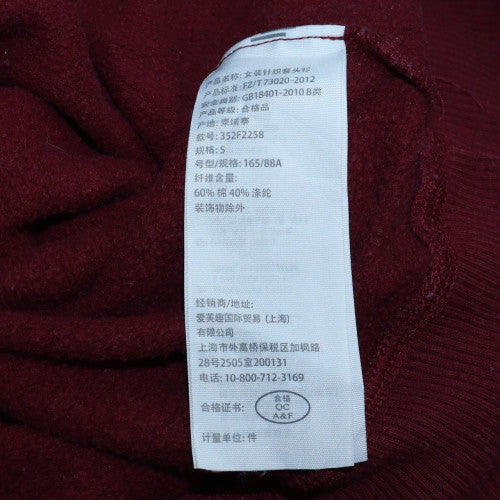 产品名称: 女装针织套头衫
产品标准: FZ/T 73020-2012
安全类别: GB18401-2010 B类
产品等级: 合格品
产地: 柬埔寨
款号: 352F2258
规格: S
号型/规格: 165/88A
纤维含量:
60% 棉 40% 涤纶
装饰物除外
经销商/地址:
爱芙趣国际贸易 (上海)
有限公司
上海市外高桥保税区加枫路
28号2505室200131
电话: 10-800-712-3169
合格证书:
合格
QC
A&F
计量单位: 件